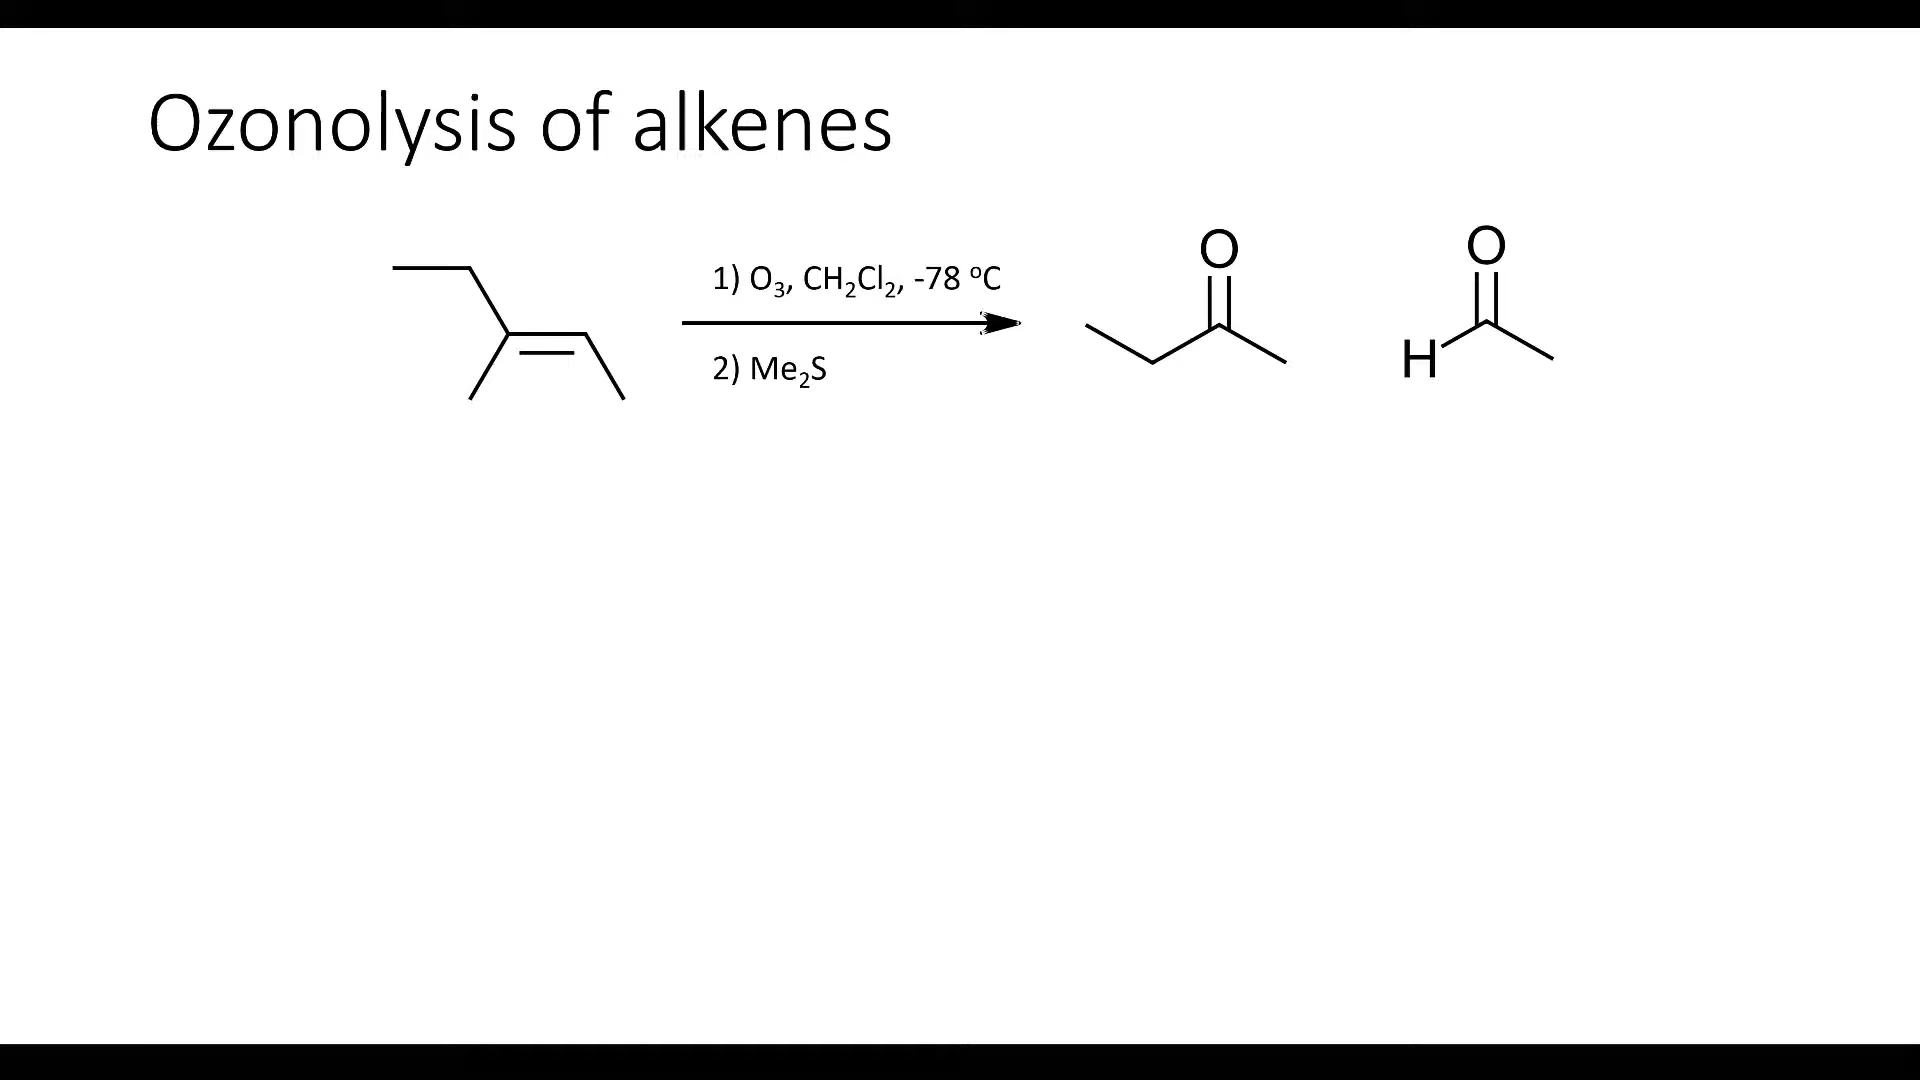 Ozonolysis of alkenes
1) O₃, CH₂Cl₂, -78 ºC
2) Me₂S
O
O
H